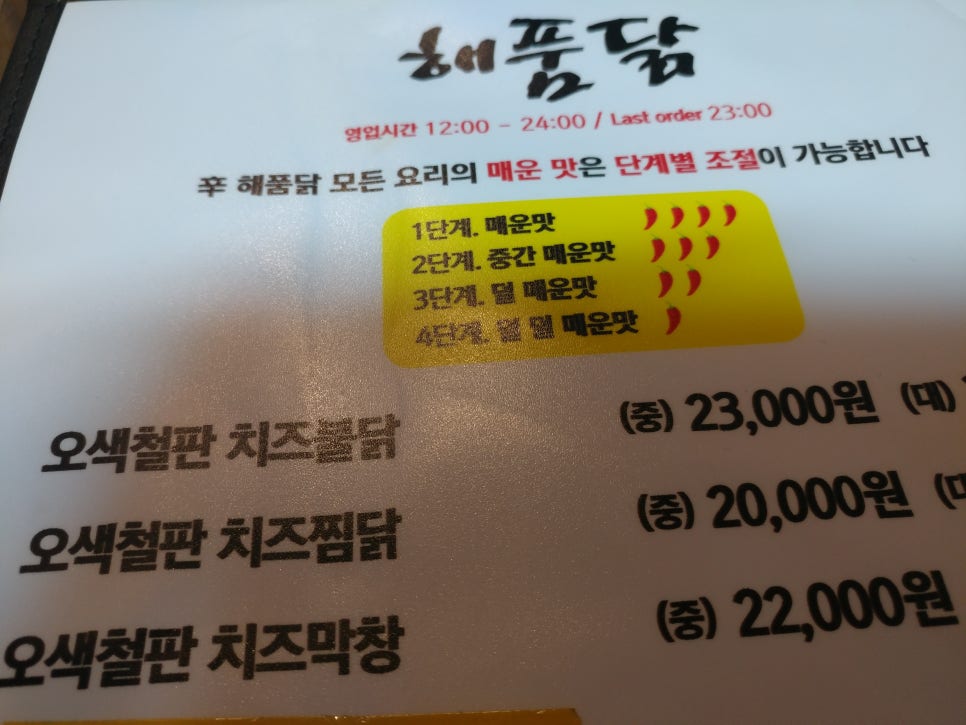 해품닭
영업시간 12:00 - 24:00 / Last order 23:00
辛 해품닭 모든 요리의 매운 맛은 단계별 조절이 가능합니다
1단계. 매운맛
2단계. 중간 매운맛
3단계. 덜 매운맛
4단계. 덜 덜 매운맛
오색철판 치즈불닭 (중) 23,000원 (대)
오색철판 치즈찜닭 (중) 20,000원
오색철판 치즈막창 (중) 22,000원